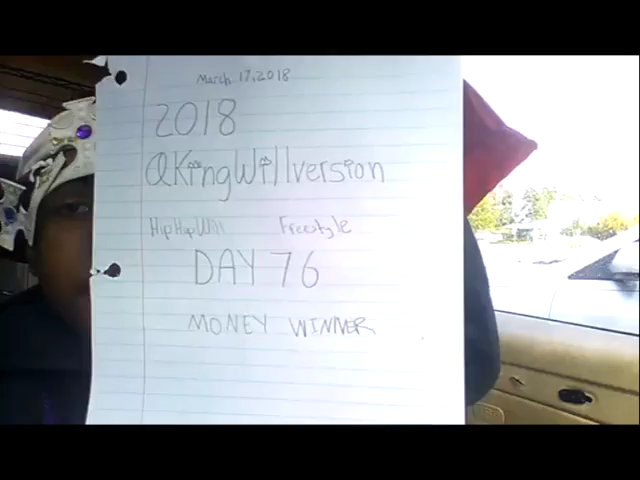 March 17, 2018
2018
@KingWillversion
HipHopWill Freestyle
DAY 76
MONEY WINNER